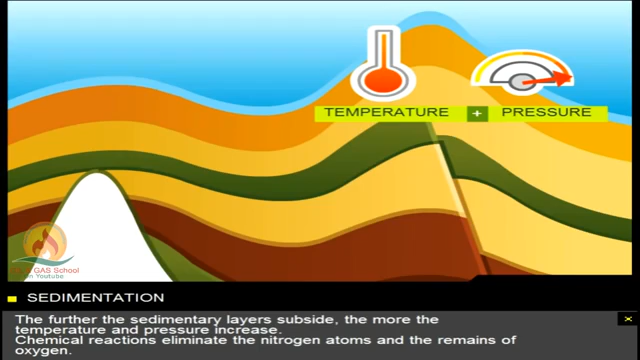 TEMPERATURE + PRESSURE
GAS School
on Youtube
SEDIMENTATION
The further the sedimentary layers subside, the more the
temperature and pressure increase.
Chemical reactions eliminate the nitrogen atoms and the remains of
oxygen.